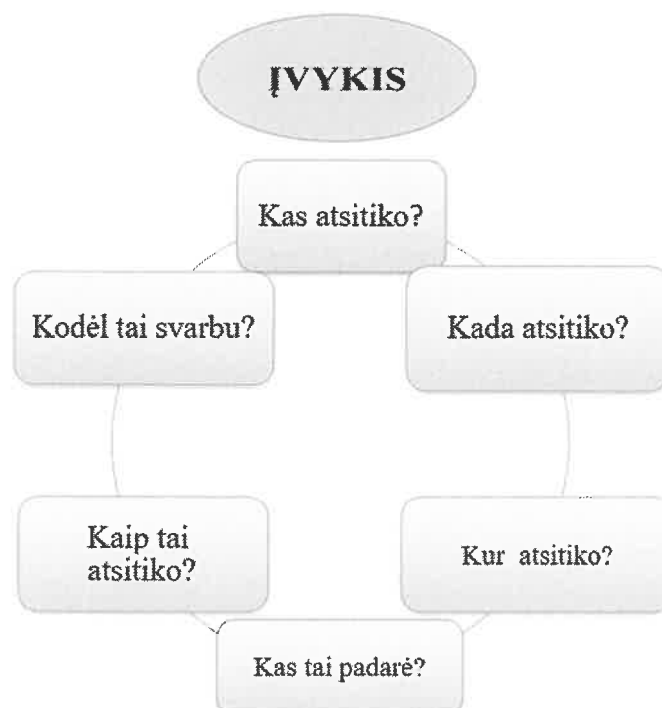 ĮVYKIS
Kas atsitiko?
Kada atsitiko?
Kur atsitiko?
Kas tai padarė?
Kaip tai
atsitiko?
Kodėl tai svarbu?